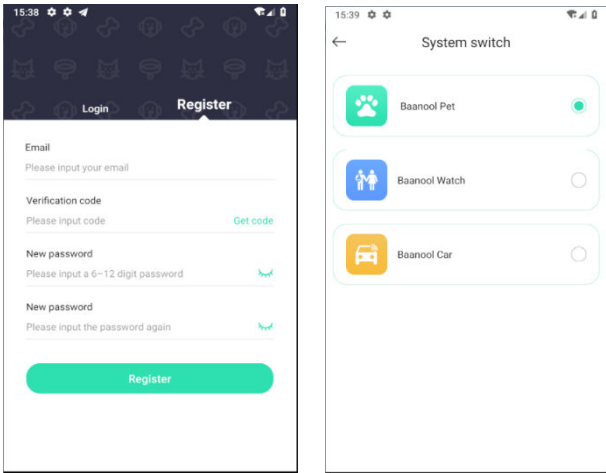 15:38
Login
Register
Email
Please input your email
Verification code
Please input code
Get code
New password
Please input a 6–12 digit password
New password
Please input the password again
Register
15:39
System switch
Baanool Pet
Baanool Watch
Baanool Car